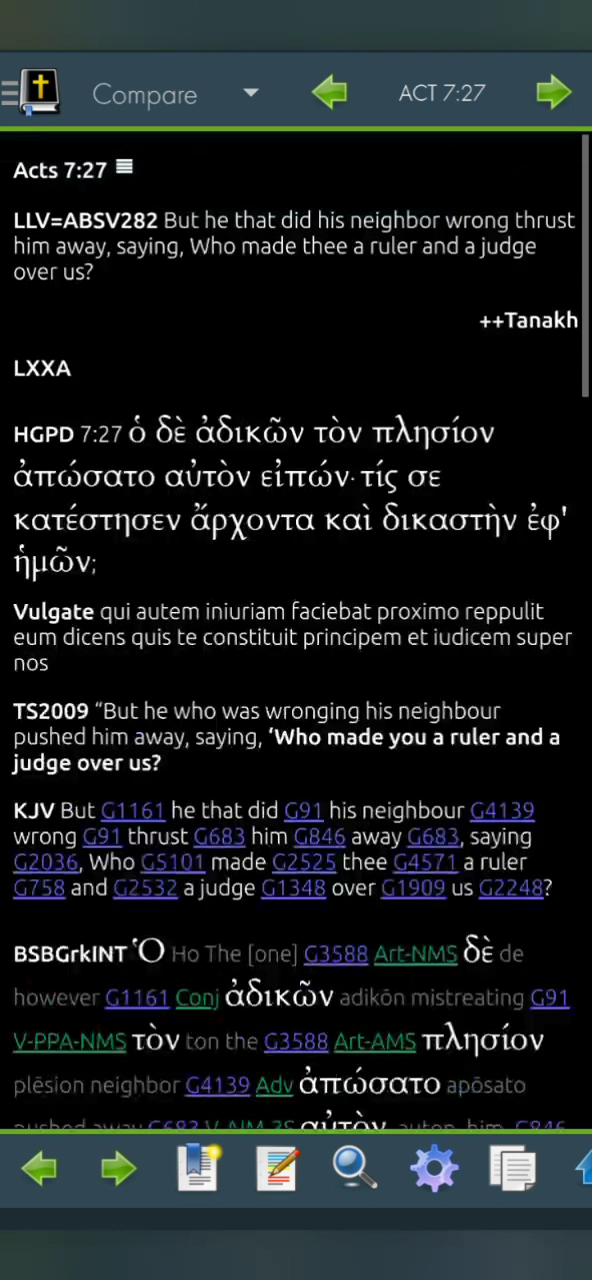 Compare
ACT 7:27
Acts 7:27
LLV=ABSV282 But he that did his neighbor wrong thrust
him away, saying, Who made thee a ruler and a judge
over us?
++Tanakh
LXXA
HGPD 7:27 ὁ δὲ ἀδικῶν τὸν πλησίον
ἀπώσατο αὐτὸν εἰπών· τίς σε
κατέστησεν ἄρχοντα καὶ δικαστὴν ἐφ'
ἡμῶν;
Vulgate qui autem iniuriam faciebat proximo reppulit
eum dicens quis te constituit principem et iudicem super
nos
TS2009 “But he who was wronging his neighbour
pushed him away, saying, ‘Who made you a ruler and a
judge over us?
KJV But G1161 he that did G91 his neighbour G4139
wrong G91 thrust G683 him G846 away G683, saying
G2036, Who G5101 made G2525 thee G4571 a ruler
G758 and G2532 a judge G1348 over G1909 us G2248?
BSBGrkINT Ὁ Ho The [one] G3588 Art-NMS δὲ de
however G1161 Conj ἀδικῶν adikōn mistreating G91
V-PPA-NMS τὸν ton the G3588 Art-AMS πλησίον
plēsion neighbor G4139 Adv ἀπώσατο apōsato
pushed away G683 αὐτὸν auton him G846